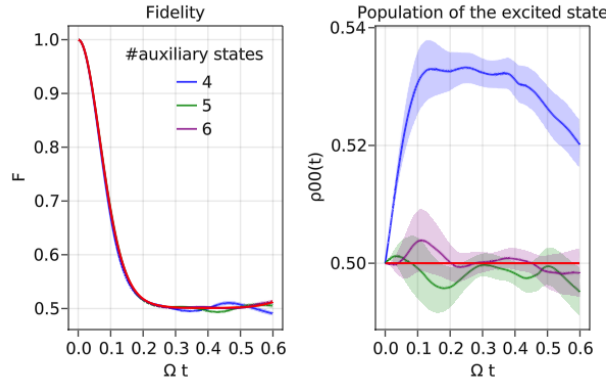 Fidelity
1.0
0.9
0.8
0.7
0.6
0.5
F
#auxiliary states
4
5
6
0.0 0.1 0.2 0.3 0.4 0.5 0.6
Ω t
Population of the excited state
0.54
0.52
0.50
ρ00(t)
0.0 0.1 0.2 0.3 0.4 0.5 0.6
Ω t